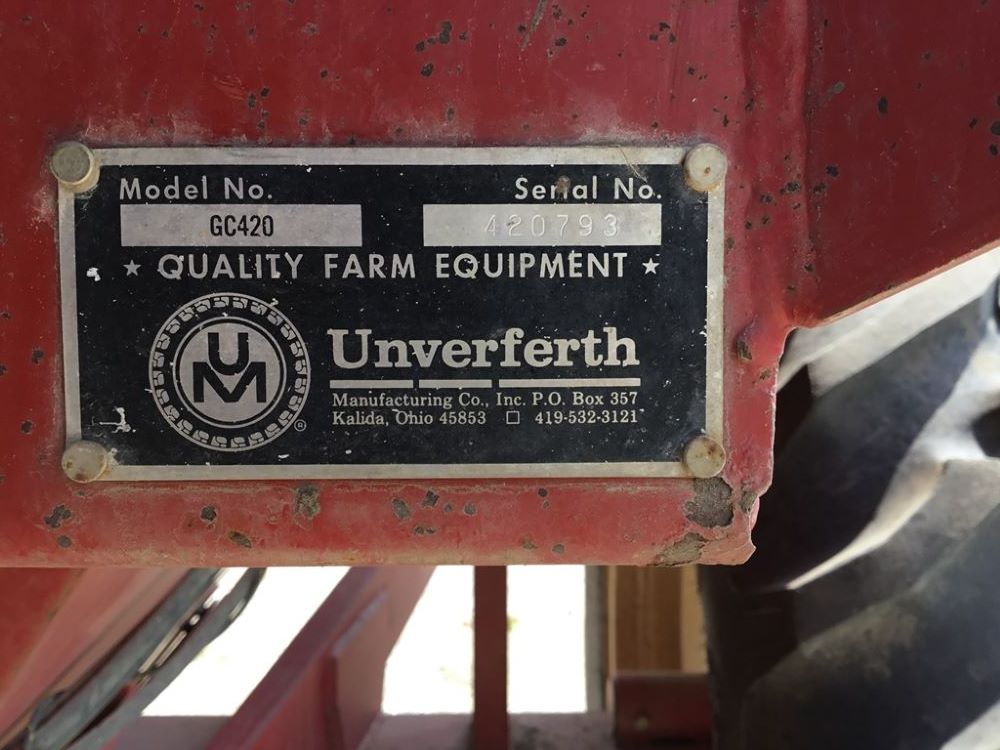 Model No. Serial No.
GC420 420793
★ QUALITY FARM EQUIPMENT ★
UM ®
Unverferth
Manufacturing Co., Inc. P.O. Box 357
Kalida, Ohio 45853 □ 419-532-3121